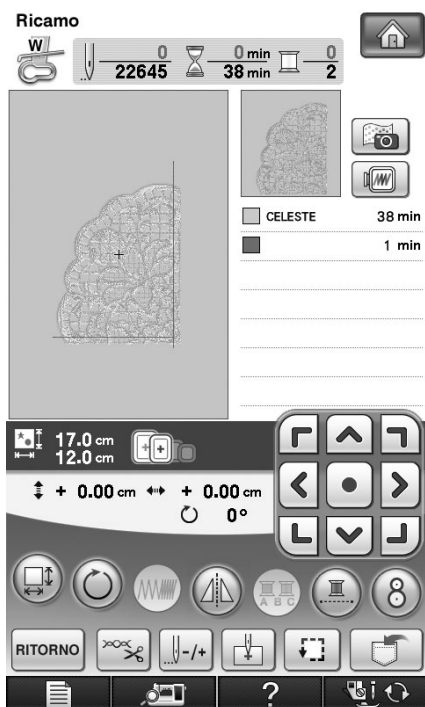 Ricamo
W
0 0 min 0
22645 38 min 2
CELESTE 38 min
1 min
17.0 cm
12.0 cm
+ 0.00 cm + 0.00 cm
0°
A B C
RITORNO -/+
?